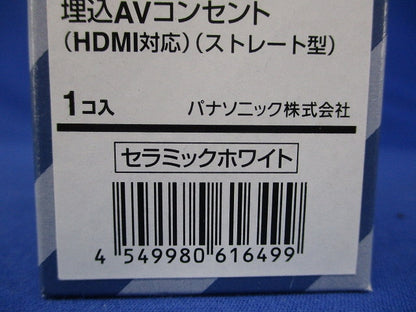 埋込AVコンセント
(HDMI対応)(ストレート型)
1コ入 パナソニック株式会社
セラミックホワイト
4 549980 616499